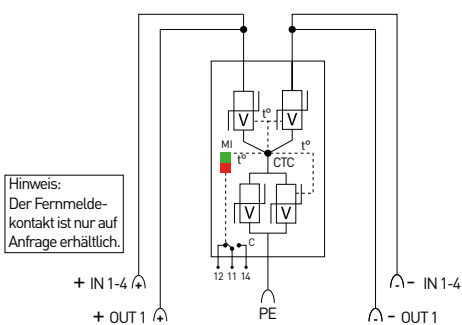 t°
V
V
MI
t°
t°
CTC
Hinweis:
Der Fernmelde-
kontakt ist nur auf
Anfrage erhältlich.
V
V
C
12 11 14
+ IN 1-4 +
- - IN 1-4
+ OUT 1 +
PE
- - OUT 1